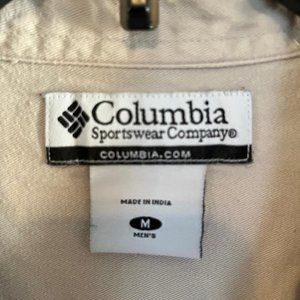 Columbia
Sportswear Company®
COLUMBIA.COM
MADE IN INDIA
M
MEN'S